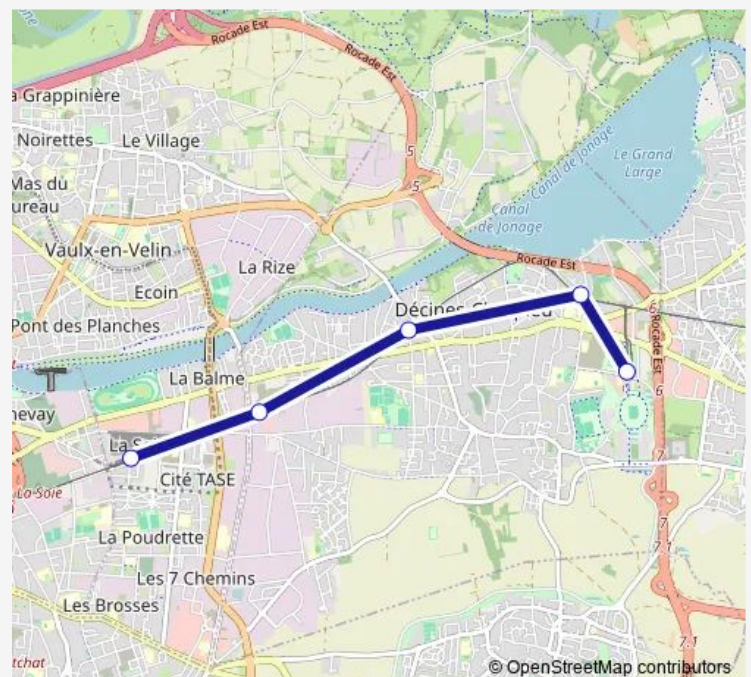 Rocade Est
Rocade Est
a Grappinière
Noirettes
Le Village
Mas du
ureau
5
5
Le Grand
Large
Canal de Jonage
Canal
de Jonage
Vaulx-en-Velin
La Rize
Rocade Est
Ecoin
Pont des Planches
Décines-Charpieu
Rocade Est
La Balme
6
nevay
La S
La Soie
Cité TASE
7
La Poudrette
7
7.1
Les 7 Chemins
Les Brosses
7.1
tchat
© OpenStreetMap contributors